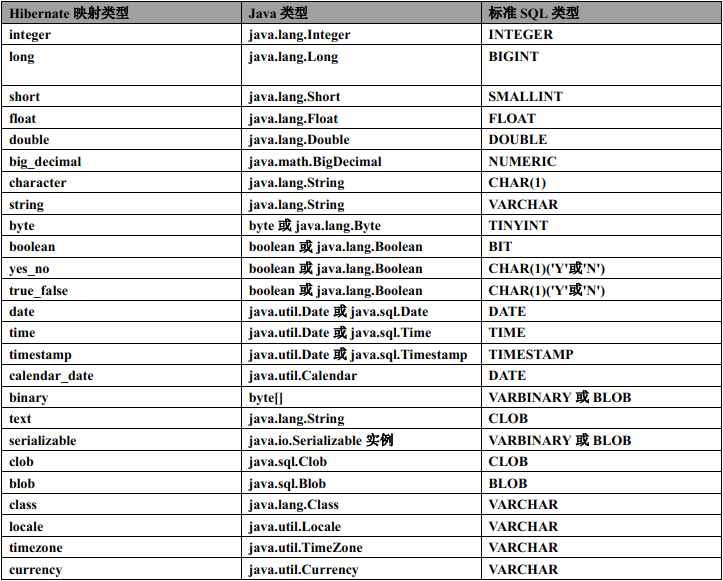 Hibernate 映射类型 Java 类型 标准 SQL 类型
integer java.lang.Integer INTEGER
long java.lang.Long BIGINT
short java.lang.Short SMALLINT
float java.lang.Float FLOAT
double java.lang.Double DOUBLE
big_decimal java.math.BigDecimal NUMERIC
character java.lang.String CHAR(1)
string java.lang.String VARCHAR
byte byte 或 java.lang.Byte TINYINT
boolean boolean 或 java.lang.Boolean BIT
yes_no boolean 或 java.lang.Boolean CHAR(1)('Y'或'N')
true_false boolean 或 java.lang.Boolean CHAR(1)('Y'或'N')
date java.util.Date 或 java.sql.Date DATE
time java.util.Date 或 java.sql.Time TIME
timestamp java.util.Date 或 java.sql.Timestamp TIMESTAMP
calendar_date java.util.Calendar DATE
binary byte[] VARBINARY 或 BLOB
text java.lang.String CLOB
serializable java.io.Serializable 实例 VARBINARY 或 BLOB
clob java.sql.Clob CLOB
blob java.sql.Blob BLOB
class java.lang.Class VARCHAR
locale java.util.Locale VARCHAR
timezone java.util.TimeZone VARCHAR
currency java.util.Currency VARCHAR